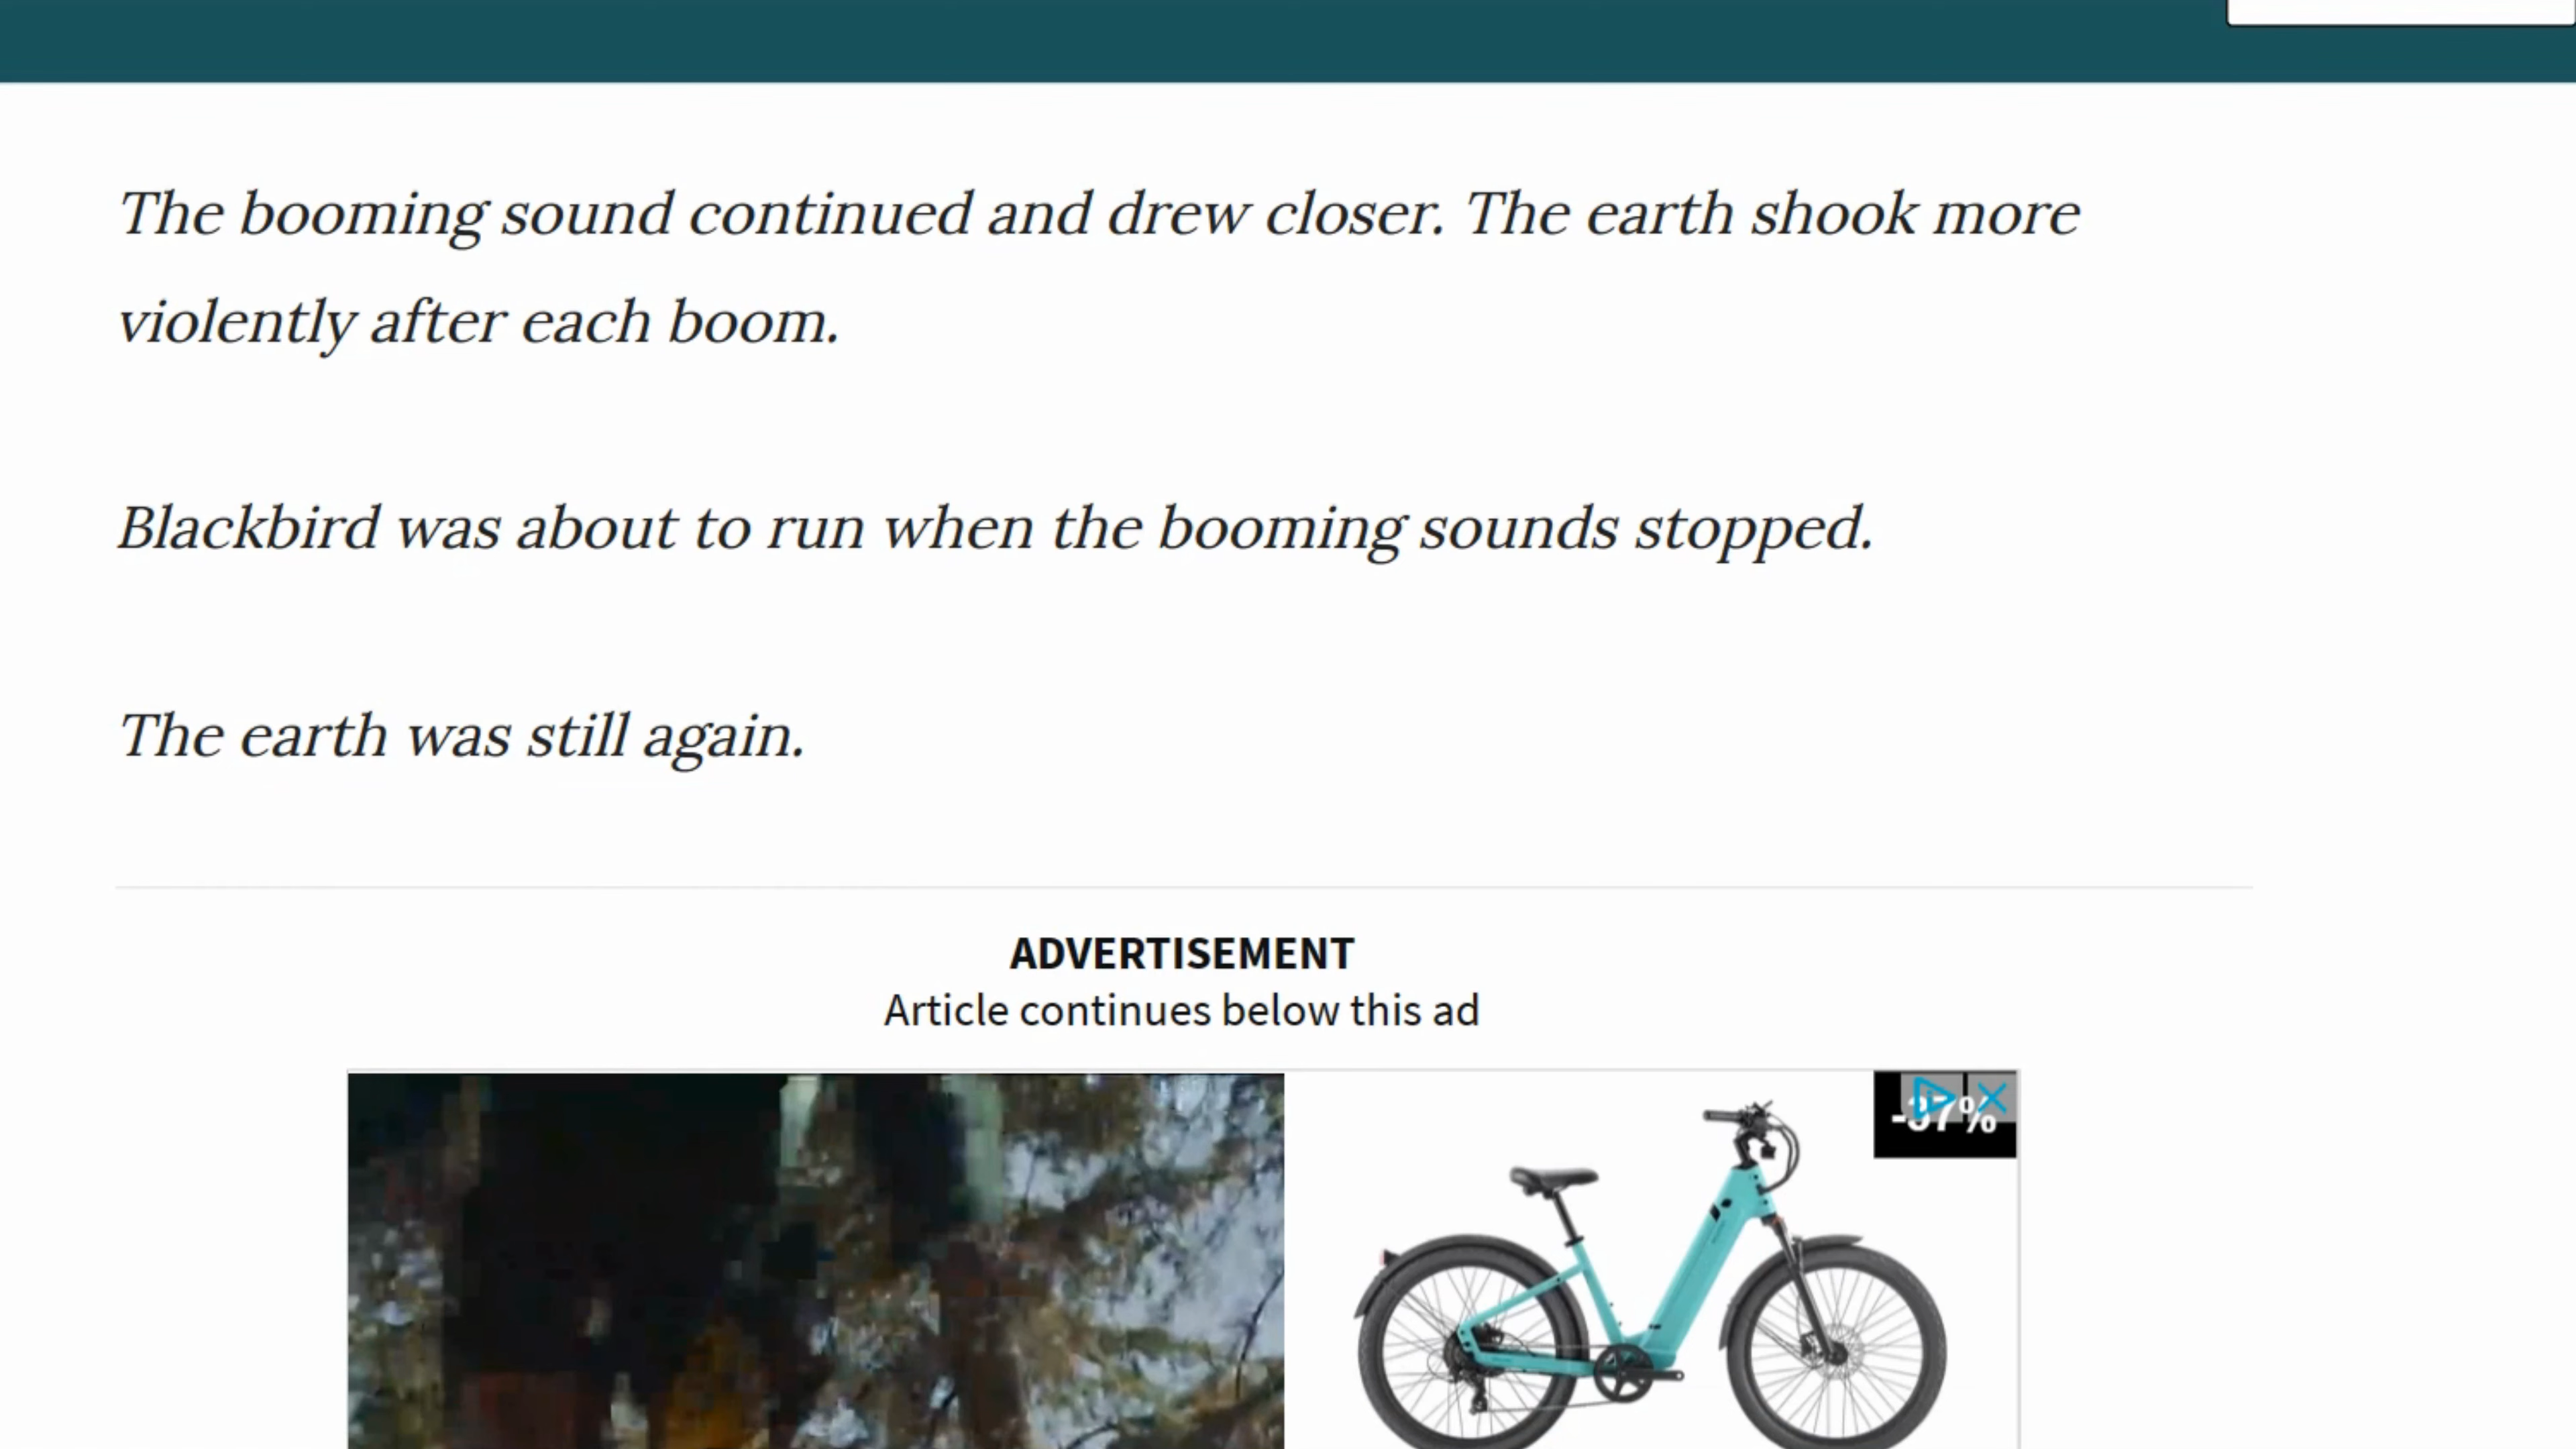 The booming sound continued and drew closer. The earth shook more
violently after each boom.
Blackbird was about to run when the booming sounds stopped.
The earth was still again.
ADVERTISEMENT
Article continues below this ad
-37%